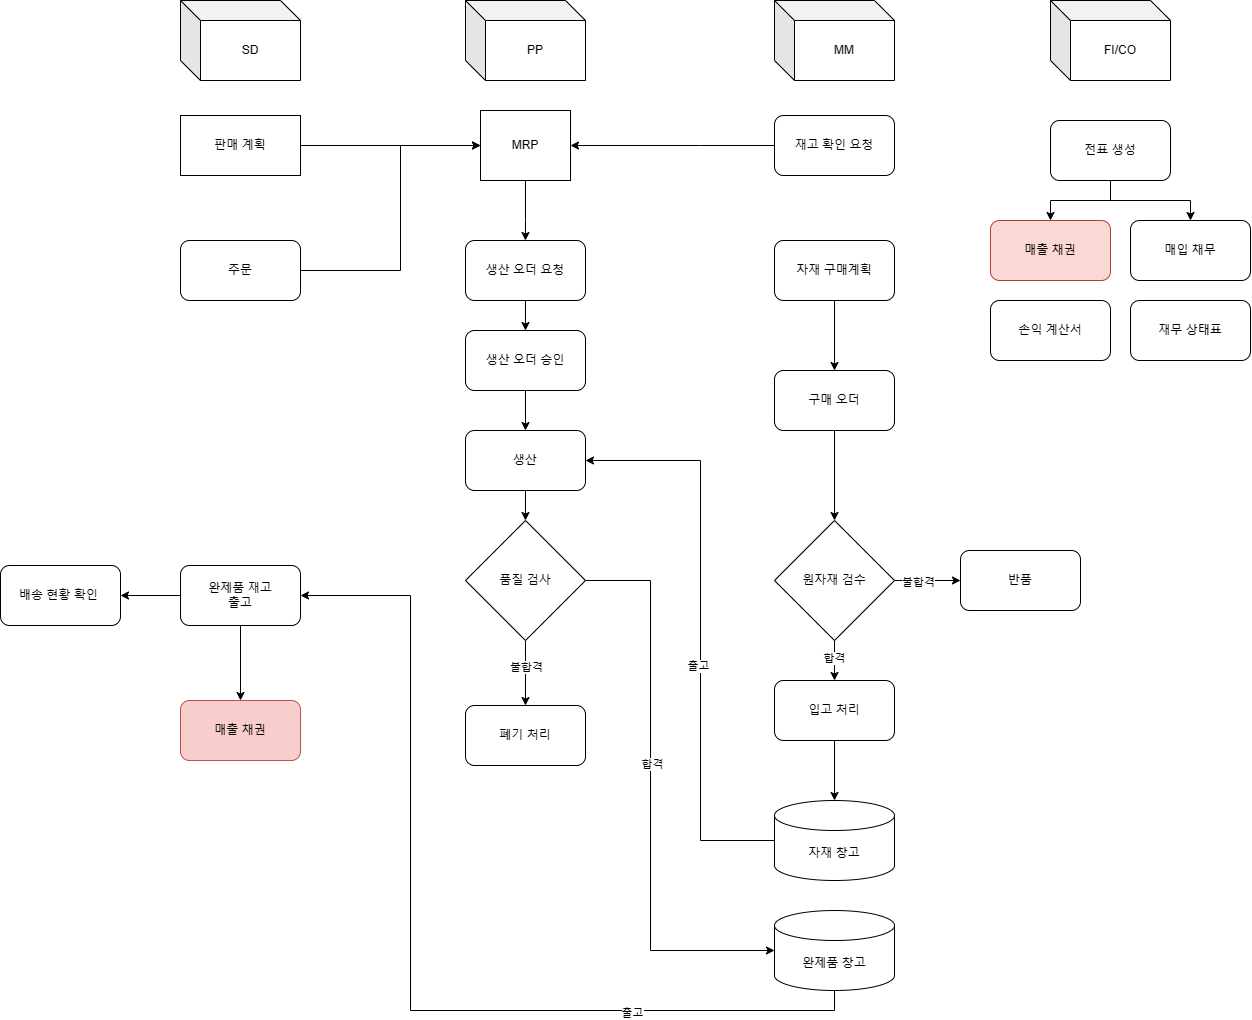 SD
PP
MM
FI/CO
판매 계획
MRP
재고 확인 요청
전표 생성
주문
생산 오더 요청
자재 구매계획
매출 채권
매입 채무
생산 오더 승인
손익 계산서
재무 상태표
구매 오더
생산
배송 현황 확인
완제품 재고
출고
품질 검사
원자재 검수
불합격
반품
불합격
출고
합격
매출 채권
폐기 처리
입고 처리
합격
자재 창고
완제품 창고
출고